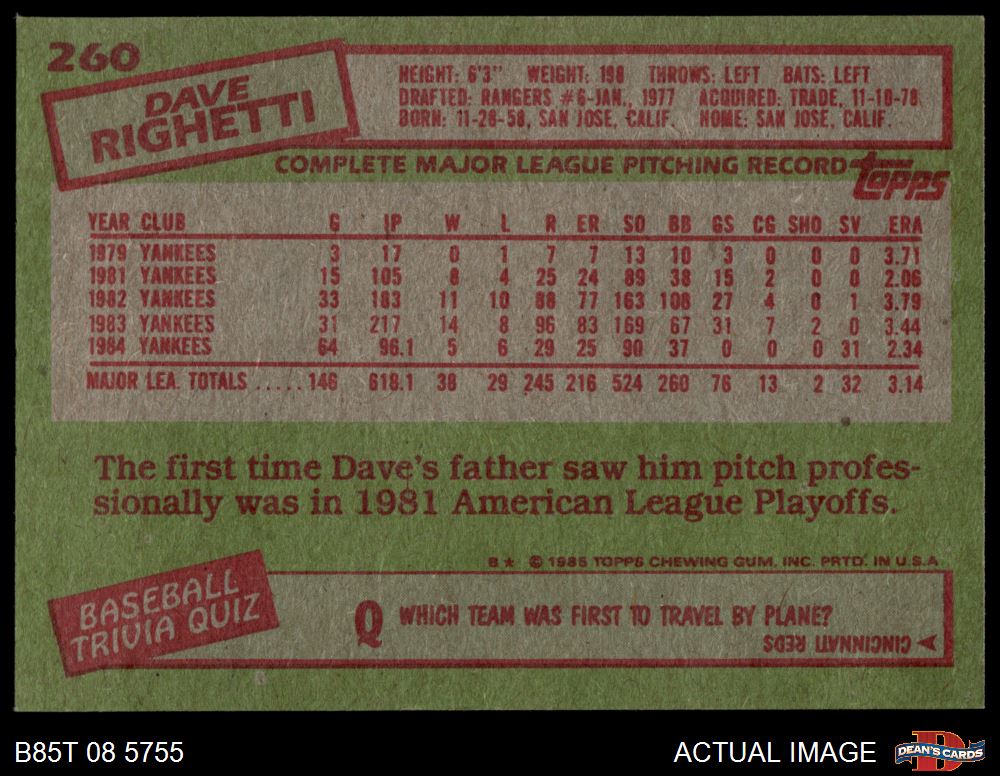 260
DAVE
RIGHETTI
HEIGHT: 6'3" WEIGHT: 198 THROWS: LEFT BATS: LEFT
DRAFTED: RANGERS #6-JAN., 1977 ACQUIRED: TRADE, 11-10-78
BORN: 11-28-58, SAN JOSE, CALIF. HOME: SAN JOSE, CALIF.
COMPLETE MAJOR LEAGUE PITCHING RECORD topps
YEAR CLUB G IP W L R ER SO BB GS CG SHO SV ERA
1979 YANKEES 3 17 0 1 7 7 13 10 3 0 0 0 3.71
1981 YANKEES 15 105 8 4 25 24 89 38 15 2 0 0 2.06
1982 YANKEES 33 183 11 10 88 77 163 108 27 4 0 1 3.79
1983 YANKEES 31 217 14 8 96 83 169 67 31 7 2 0 3.44
1984 YANKEES 64 96.1 5 6 29 25 90 37 0 0 0 31 2.34
MAJOR LEA. TOTALS ..... 146 618.1 38 29 245 216 524 260 76 13 2 32 3.14
The first time Dave's father saw him pitch profes-
sionally was in 1981 American League Playoffs.
B★ © 1985 TOPPS CHEWING GUM, INC. PRTD. IN U.S.A
BASEBALL
TRIVIA QUIZ
Q WHICH TEAM WAS FIRST TO TRAVEL BY PLANE?
CINCINNATI REDS
B85T 08 5755
ACTUAL IMAGE
DEAN'S CARDS